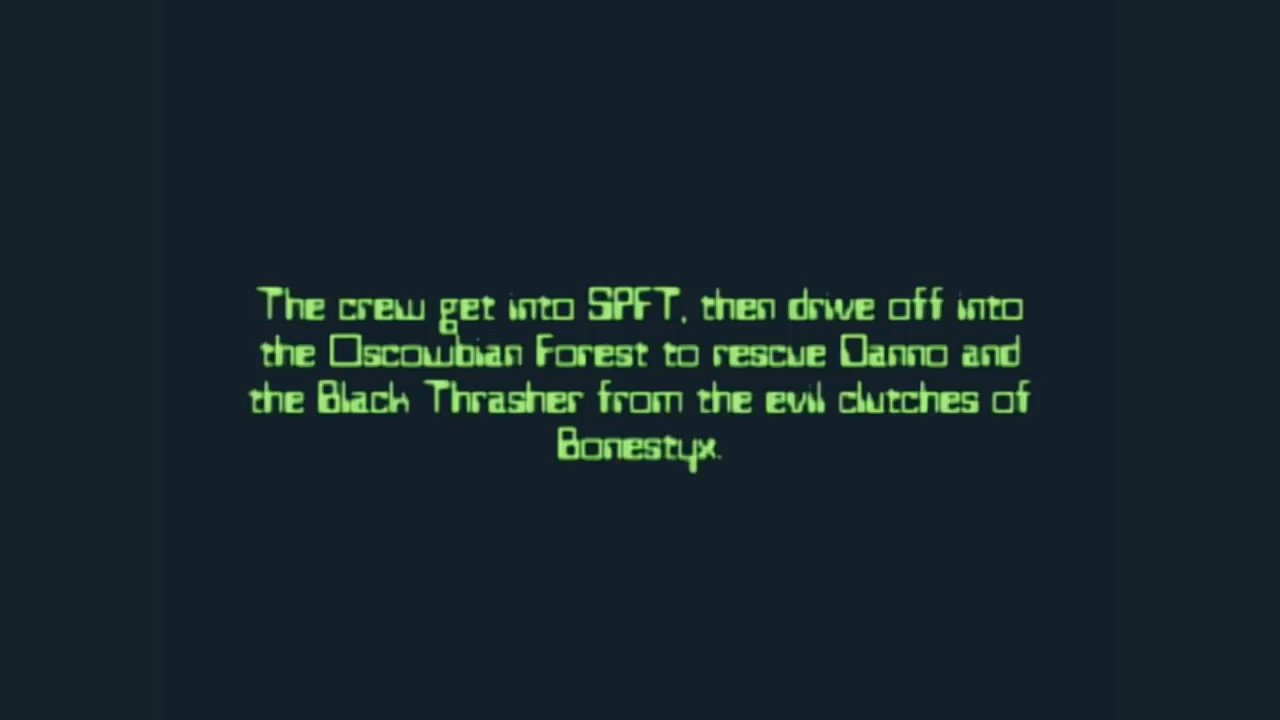 The crew get into SPFT, then drive off into
the Oscowbian Forest to rescue Danno and
the Black Thrasher from the evil clutches of
Bonestyx.